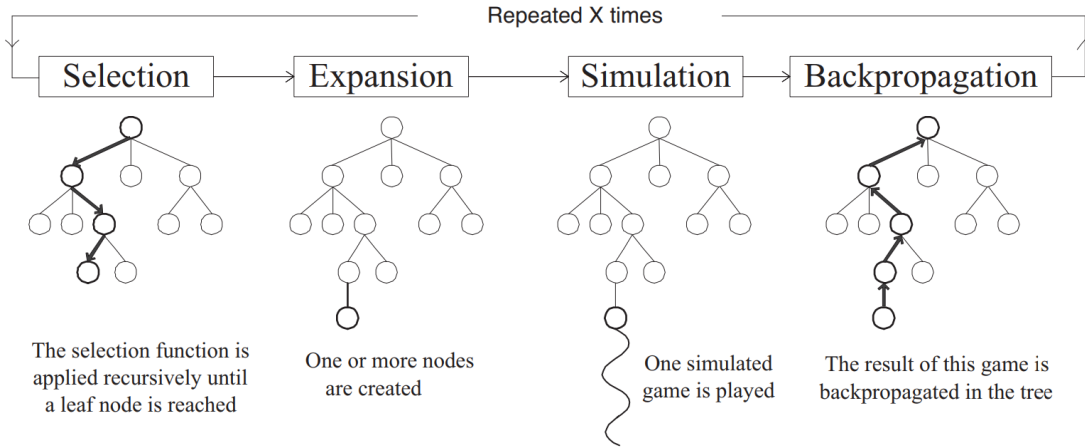 Repeated X times
Selection
Expansion
Simulation
Backpropagation
The selection function is
applied recursively until
a leaf node is reached
One or more nodes
are created
One simulated
game is played
The result of this game is
backpropagated in the tree